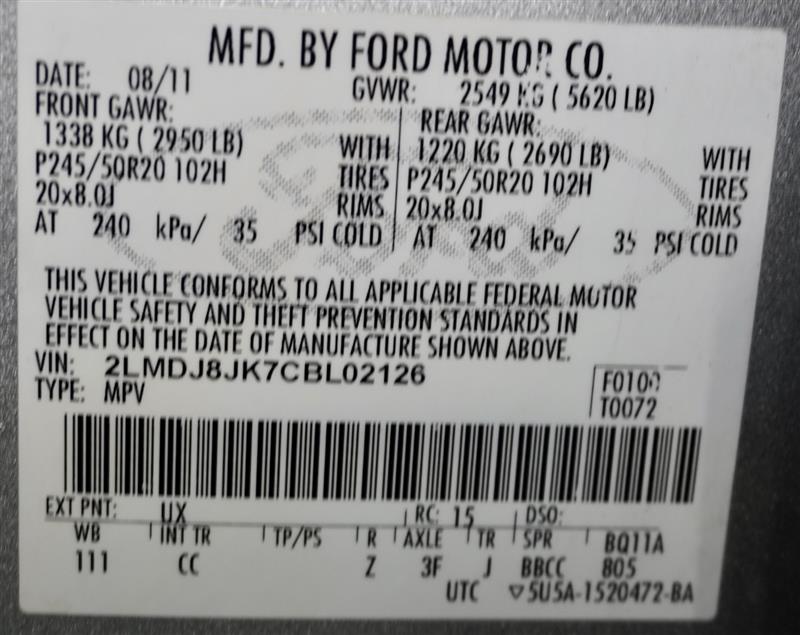 MFD. BY FORD MOTOR CO.
DATE: 08/11 GVWR: 2549 KG ( 5620 LB)
FRONT GAWR: REAR GAWR:
1338 KG ( 2950 LB) WITH 1220 KG ( 2690 LB) WITH
P245/50R20 102H TIRES P245/50R20 102H TIRES
20x8.0J RIMS 20x8.0J RIMS
AT 240 kPa/ 35 PSI COLD AT 240 kPa/ 35 PSI COLD
THIS VEHICLE CONFORMS TO ALL APPLICABLE FEDERAL MOTOR
VEHICLE SAFETY AND THEFT PREVENTION STANDARDS IN
EFFECT ON THE DATE OF MANUFACTURE SHOWN ABOVE.
VIN: 2LMDJ8JK7CBL02126 F0100
TYPE: MPV T0072
EXT PNT: UX RC: 15 DSO:
WB INT TR TP/PS R AXLE TR SPR BQ11A
111 CC Z 3F J BBCC 805
UTC ▽5U5A-1520472-BA